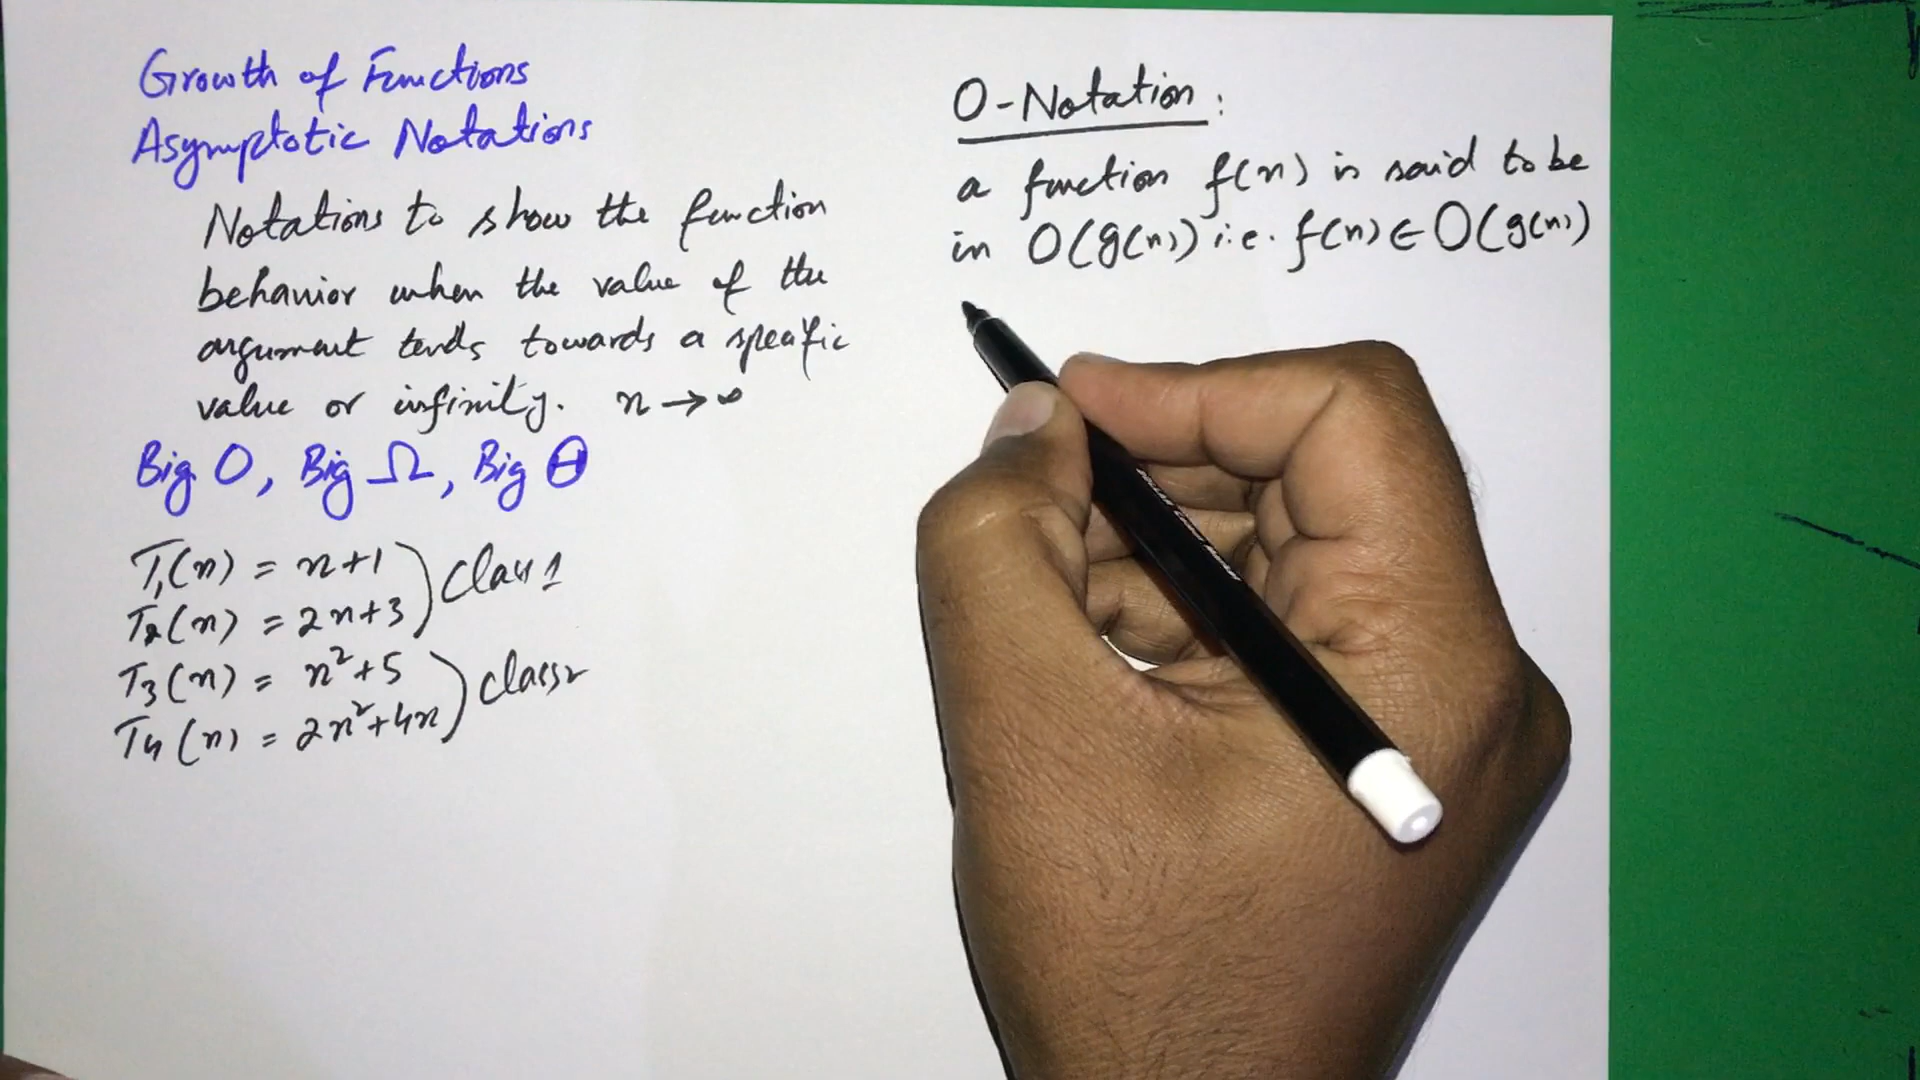 Growth of Functions
Asymptotic Notations
Notations to show the function
behavior when the value of the
argument tends towards a specific
value or infinity. n → ∞
Big O, Big Ω, Big Θ
T1(n) = n+1
T2(n) = 2n+3
) Class 1
T3(n) = n²+5
T4(n) = 2n²+4n
) Class 2
O-Notation:
a function f(n) is said to be
in O(g(n)) i.e. f(n) ∈ O(g(n))